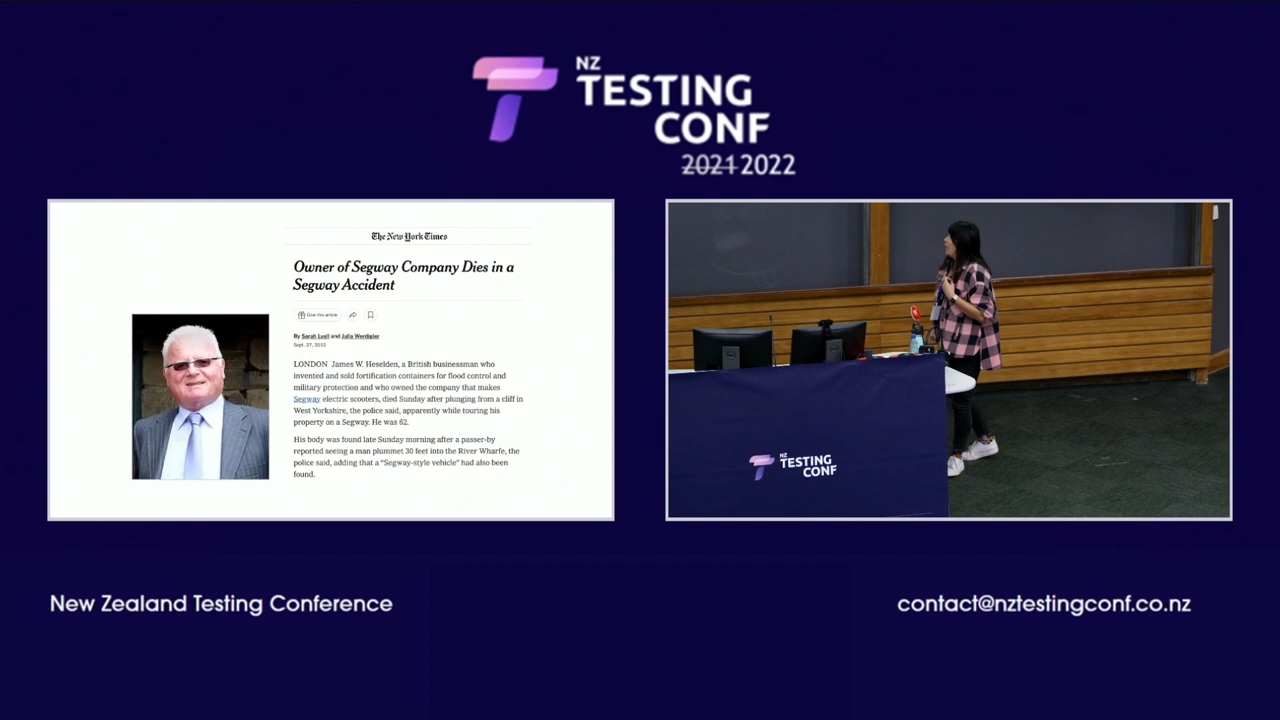 NZ
TESTING
CONF
2021 2022
The New York Times
Owner of Segway Company Dies in a
Segway Accident
Give this article
By Sarah Lyall and Julia Werdigier
Sept. 27, 2010
LONDON James W. Heselden, a British businessman who
invented and sold fortification containers for flood control and
military protection and who owned the company that makes
Segway electric scooters, died Sunday after plunging from a cliff in
West Yorkshire, the police said, apparently while touring his
property on a Segway. He was 62.
His body was found late Sunday morning after a passer-by
reported seeing a man plummet 30 feet into the River Wharfe, the
police said, adding that a “Segway-style vehicle” had also been
found.
NZ
TESTING
CONF
New Zealand Testing Conference
contact@nztestingconf.co.nz